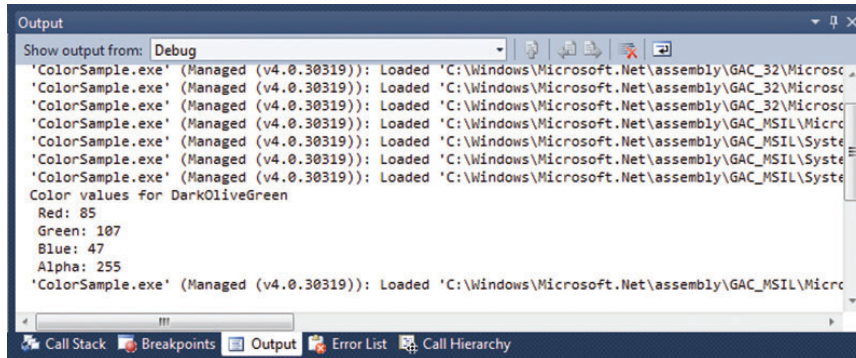 Output
Show output from: Debug
'ColorSample.exe' (Managed (v4.0.30319)): Loaded 'C:\Windows\Microsoft.Net\assembly\GAC_32\Microsc
'ColorSample.exe' (Managed (v4.0.30319)): Loaded 'C:\Windows\Microsoft.Net\assembly\GAC_32\Microsc
'ColorSample.exe' (Managed (v4.0.30319)): Loaded 'C:\Windows\Microsoft.Net\assembly\GAC_32\Microsc
'ColorSample.exe' (Managed (v4.0.30319)): Loaded 'C:\Windows\Microsoft.Net\assembly\GAC_MSIL\Micro
'ColorSample.exe' (Managed (v4.0.30319)): Loaded 'C:\Windows\Microsoft.Net\assembly\GAC_MSIL\Syste
'ColorSample.exe' (Managed (v4.0.30319)): Loaded 'C:\Windows\Microsoft.Net\assembly\GAC_MSIL\Syste
'ColorSample.exe' (Managed (v4.0.30319)): Loaded 'C:\Windows\Microsoft.Net\assembly\GAC_MSIL\Syste
Color values for DarkOliveGreen
Red: 85
Green: 107
Blue: 47
Alpha: 255
'ColorSample.exe' (Managed (v4.0.30319)): Loaded 'C:\Windows\Microsoft.Net\assembly\GAC_MSIL\Micro
Call Stack Breakpoints Output Error List Call Hierarchy